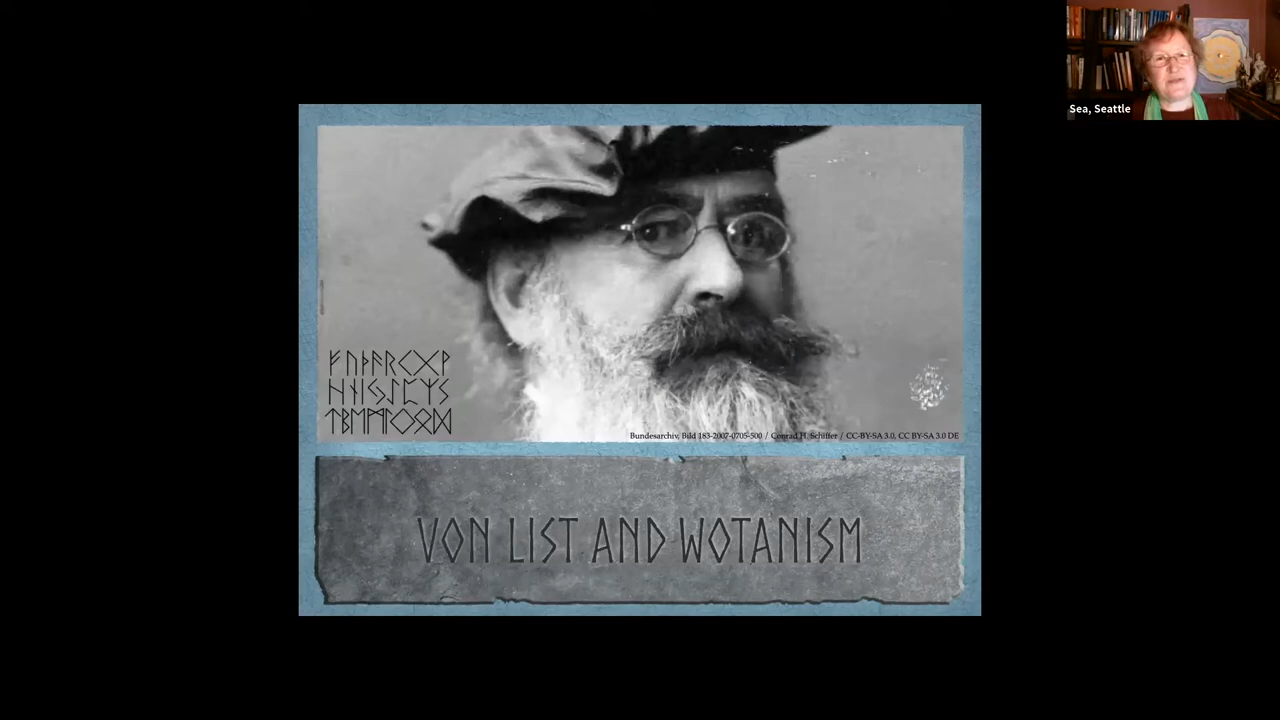 Sea, Seattle
ᚠᚢᚦᚨᚱᚲᚷᚹ
ᚺᚾᛁᛃᛇᛈᛉᛊ
ᛏᛒᛖᛗᛚᛜᛟᛞ
Bundesarchiv, Bild 183-2007-0705-500 / Conrad H. Schiffer / CC-BY-SA 3.0, CC BY-SA 3.0 DE
VON LIST AND WOTANISM